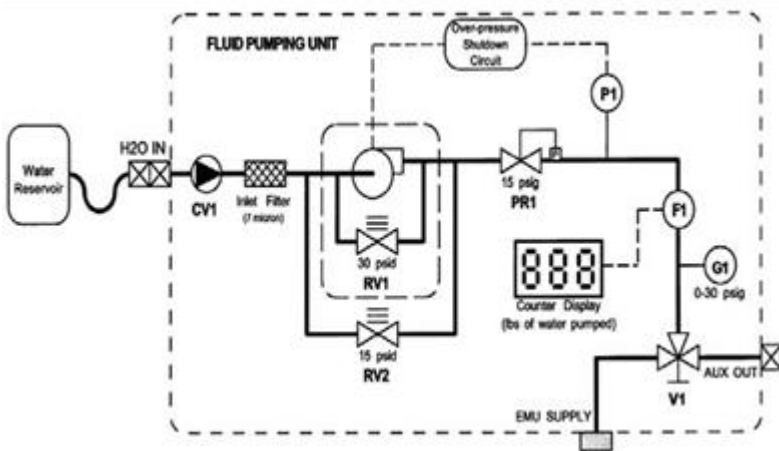 FLUID PUMPING UNIT
Over-pressure
Shutdown
Circuit
P1
H2O IN
Water
Reservoir
CV1
Inlet Filter
(7 micron)
15 psig
PR1
30 psid
RV1
F1
888
Counter Display
(lbs of water pumped)
G1
0-30 psig
15 psid
RV2
AUX OUT
V1
EMU SUPPLY